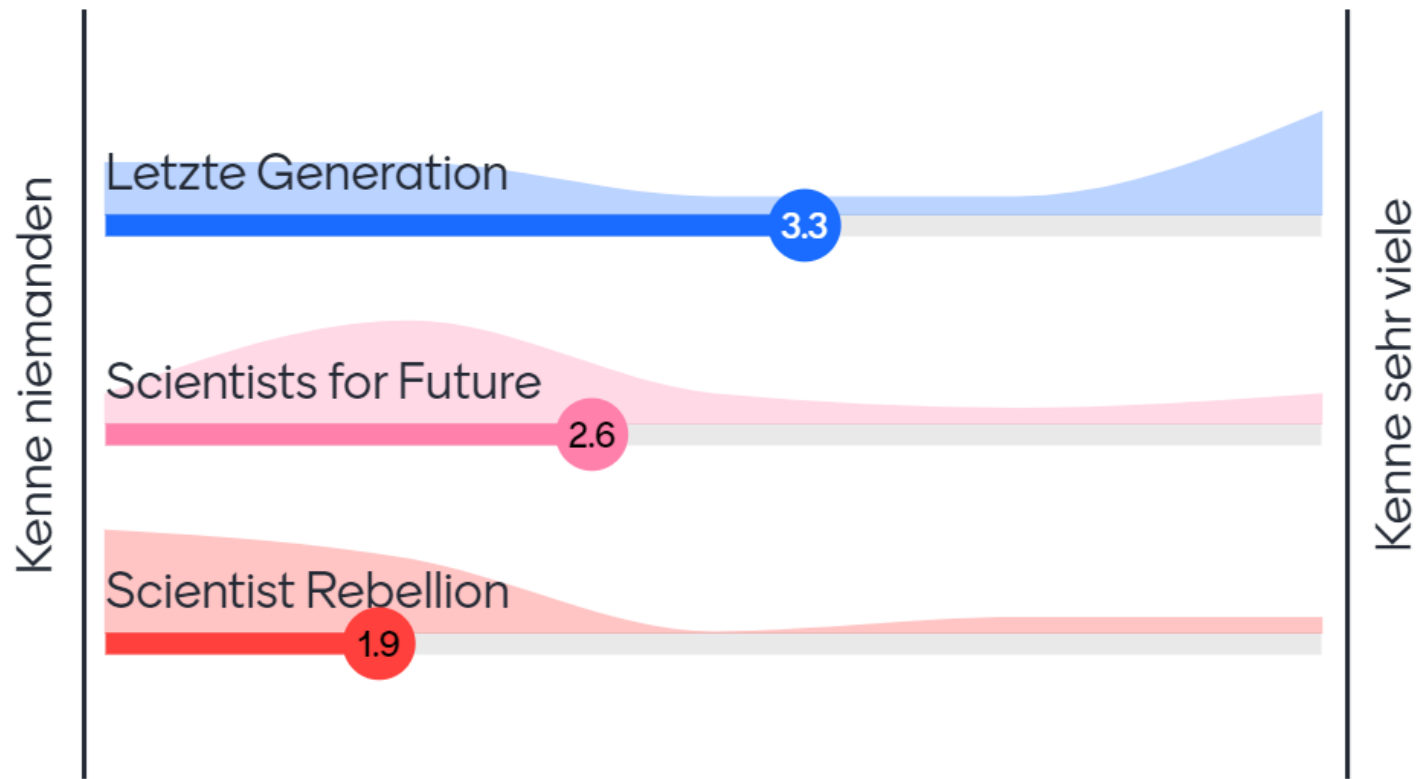 Kenne niemanden
Letzte Generation
3.3
Scientists for Future
2.6
Scientist Rebellion
1.9
Kenne sehr viele